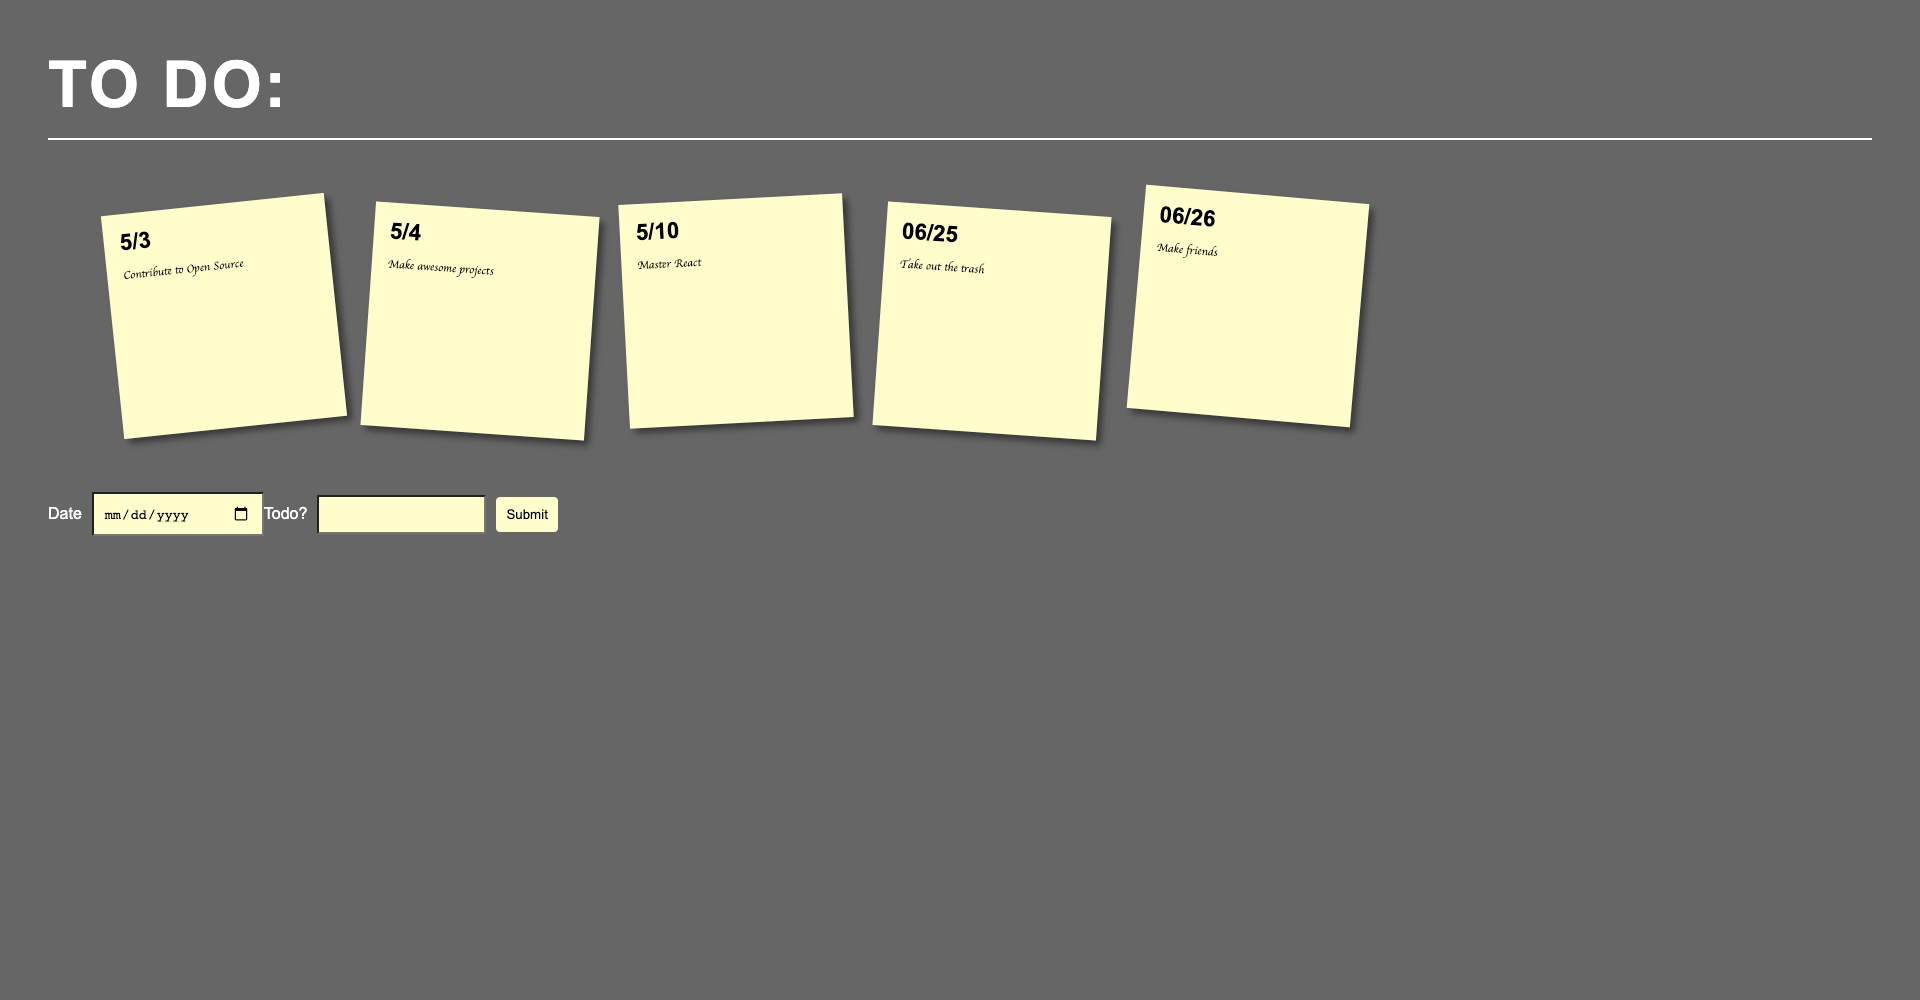 TO DO:
5/3
Contribute to Open Source
5/4
Make awesome projects
5/10
Master React
06/25
Take out the trash
06/26
Make friends
Date mm/dd/yyyy Todo? Submit